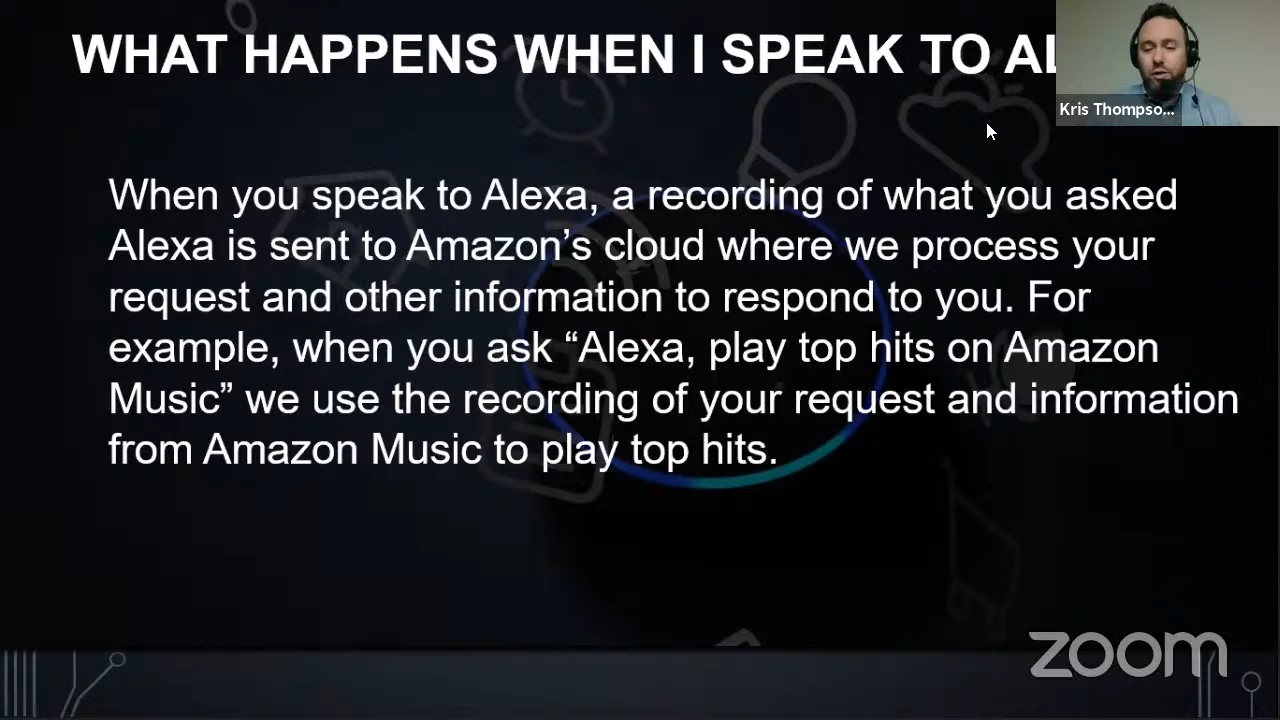 WHAT HAPPENS WHEN I SPEAK TO AL
Kris Thompso...
When you speak to Alexa, a recording of what you asked
Alexa is sent to Amazon’s cloud where we process your
request and other information to respond to you. For
example, when you ask “Alexa, play top hits on Amazon
Music” we use the recording of your request and information
from Amazon Music to play top hits.
zoom